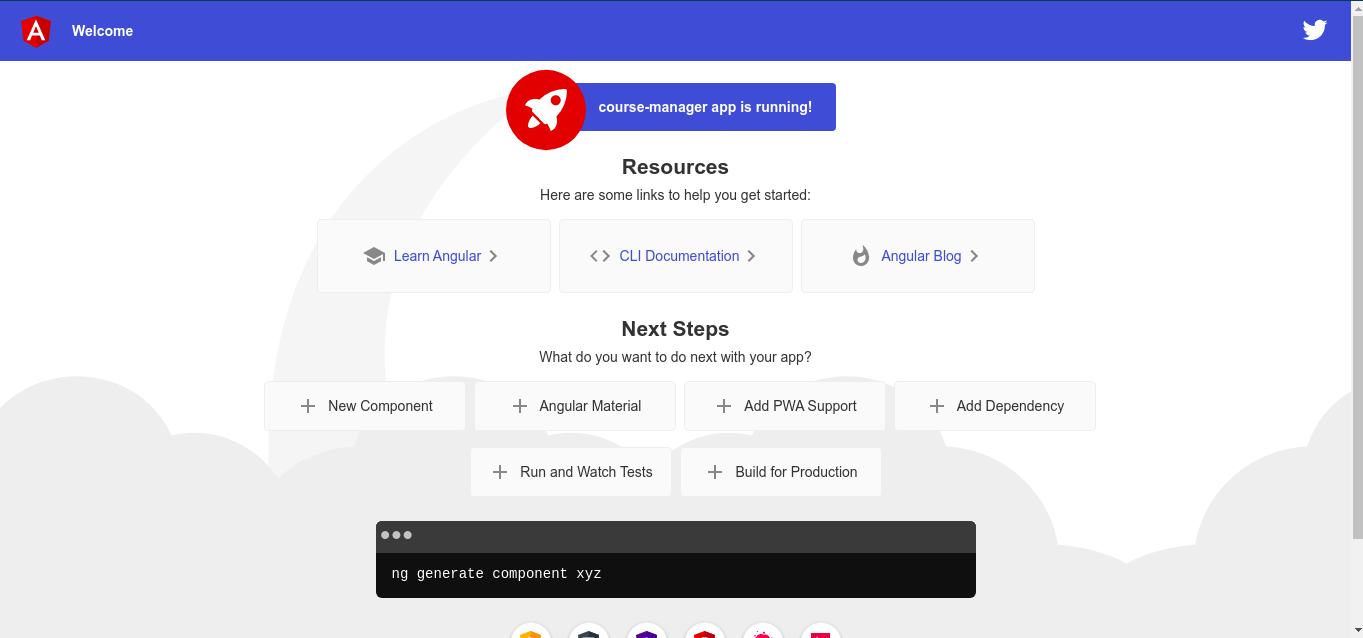 Welcome
course-manager app is running!
Resources
Here are some links to help you get started:
Learn Angular
CLI Documentation
Angular Blog
Next Steps
What do you want to do next with your app?
New Component
Angular Material
Add PWA Support
Add Dependency
Run and Watch Tests
Build for Production
ng generate component xyz